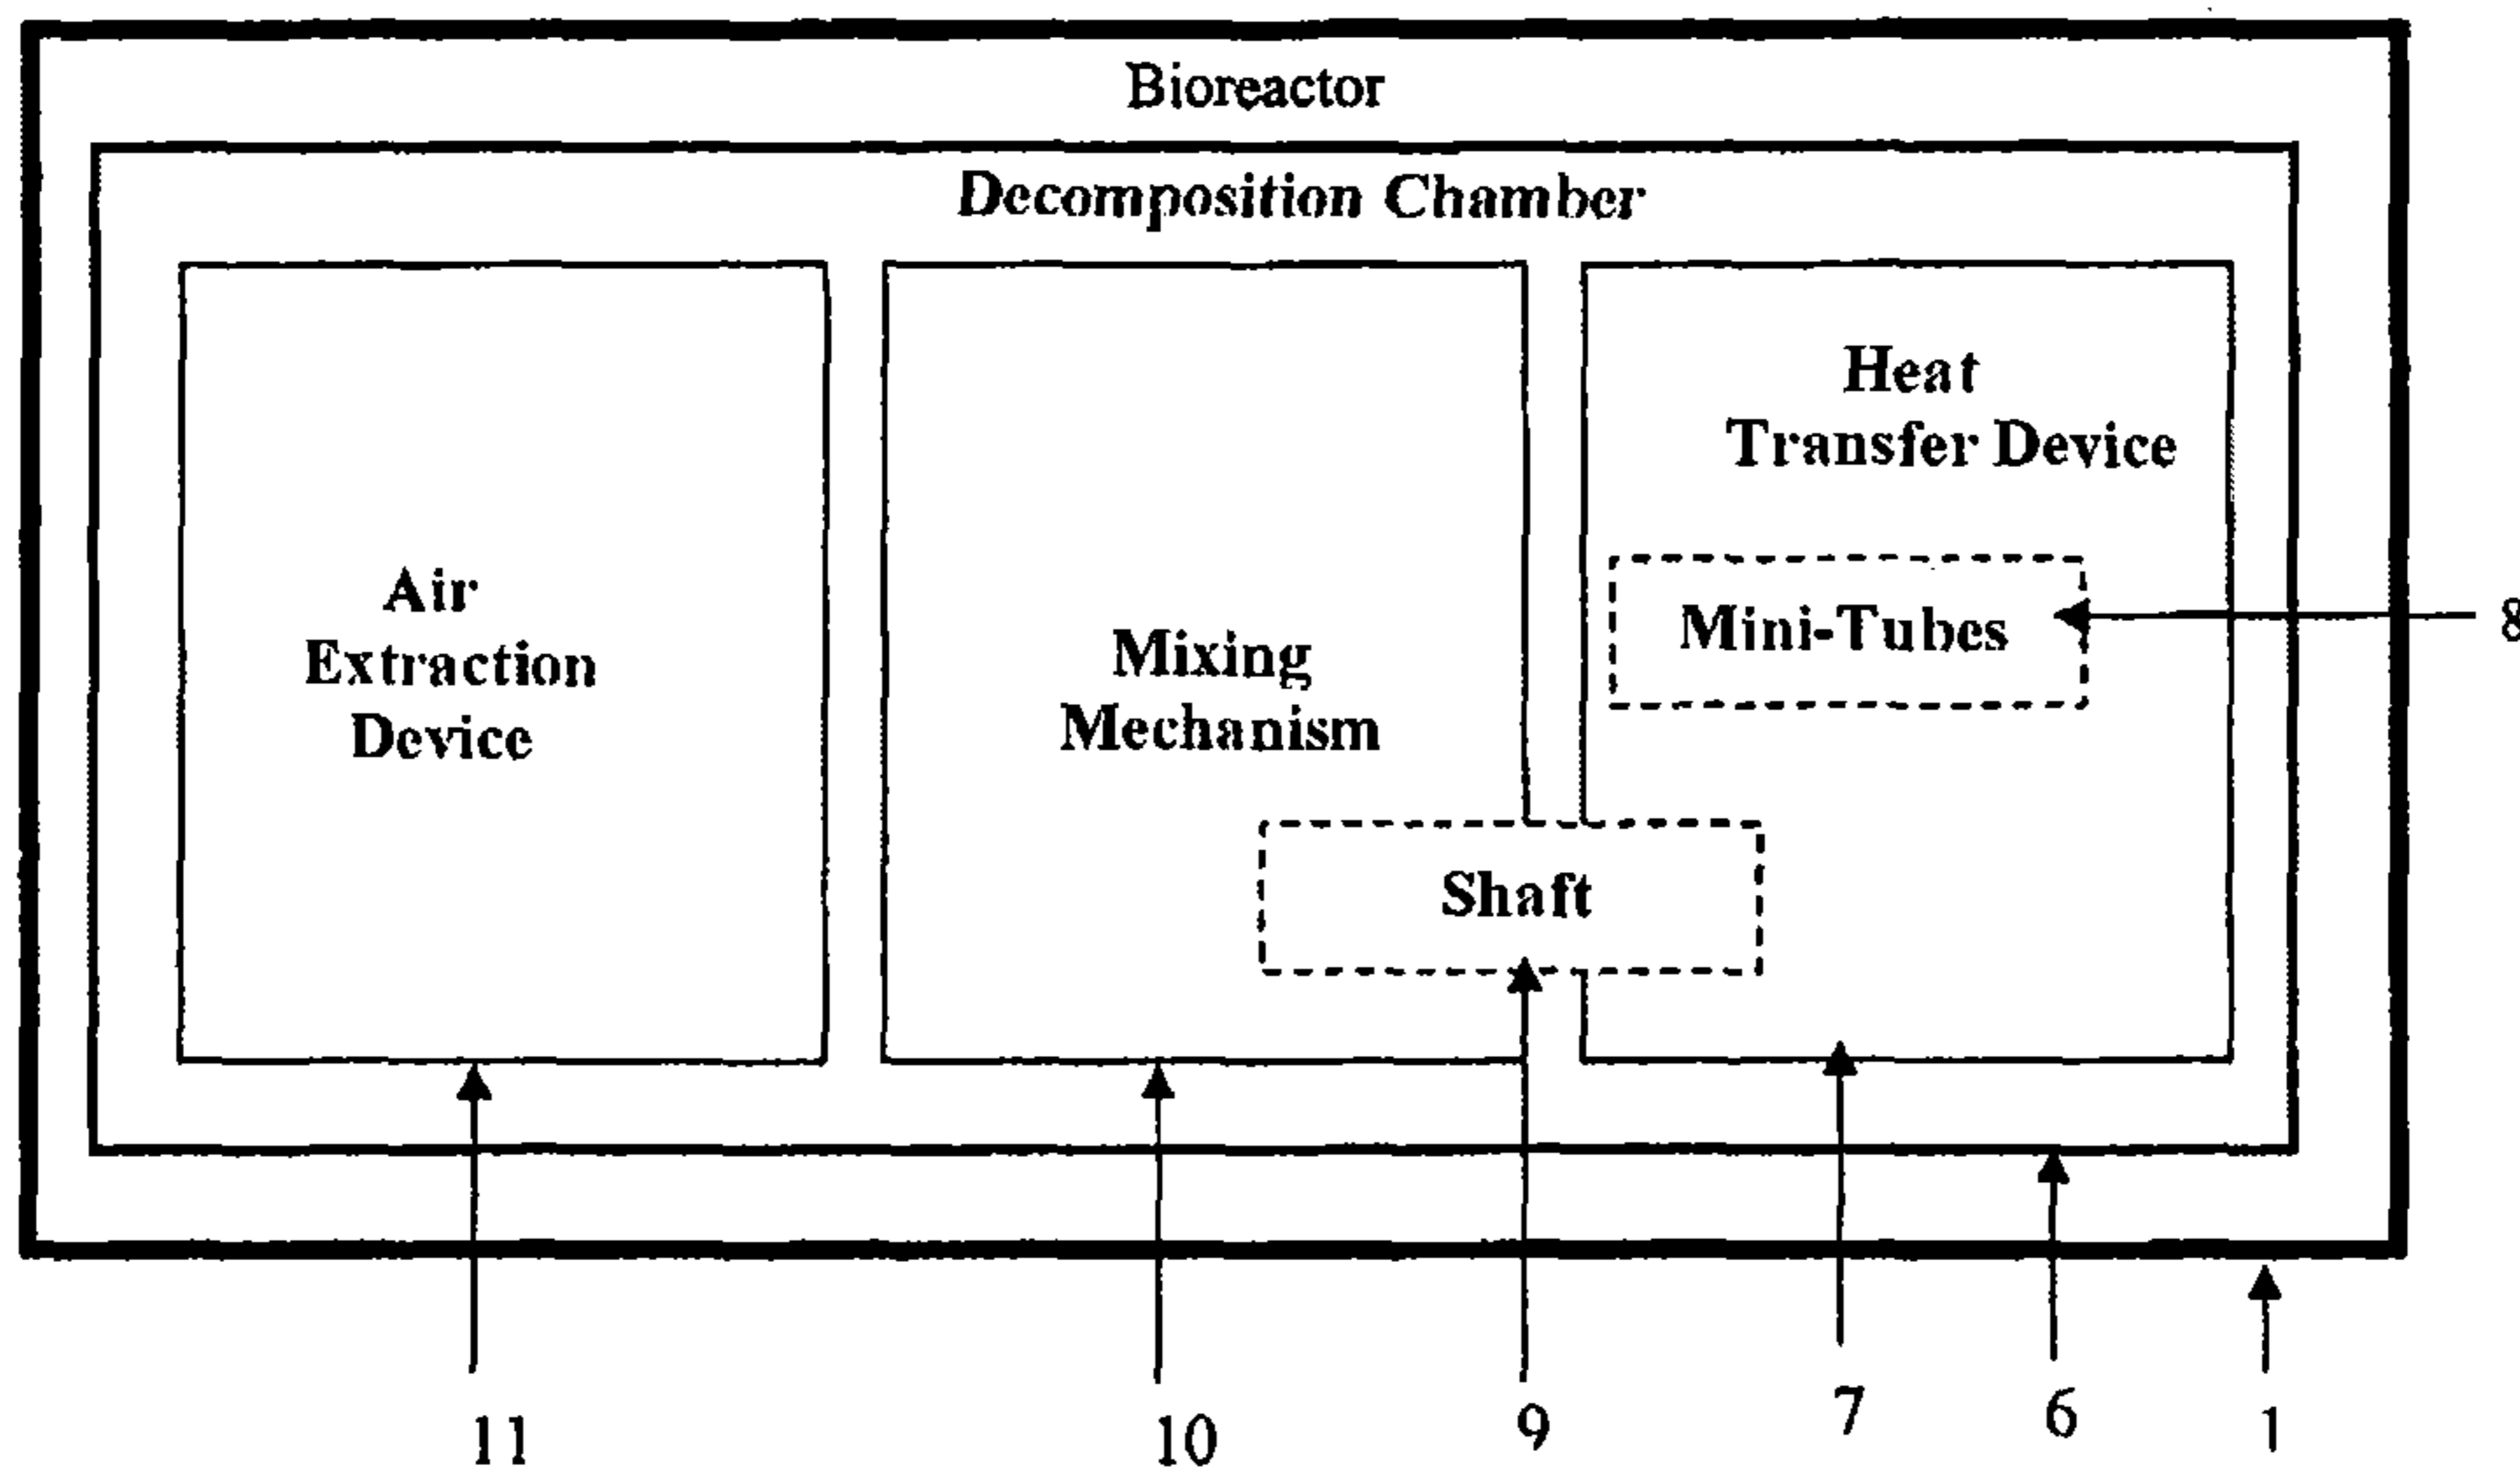 Bioreactor
Decomposition Chamber
Air
Extraction
Device
Mixing
Mechanism
Heat
Transfer Device
Mini-Tubes
Shaft
8
11
10
9
7
6
1